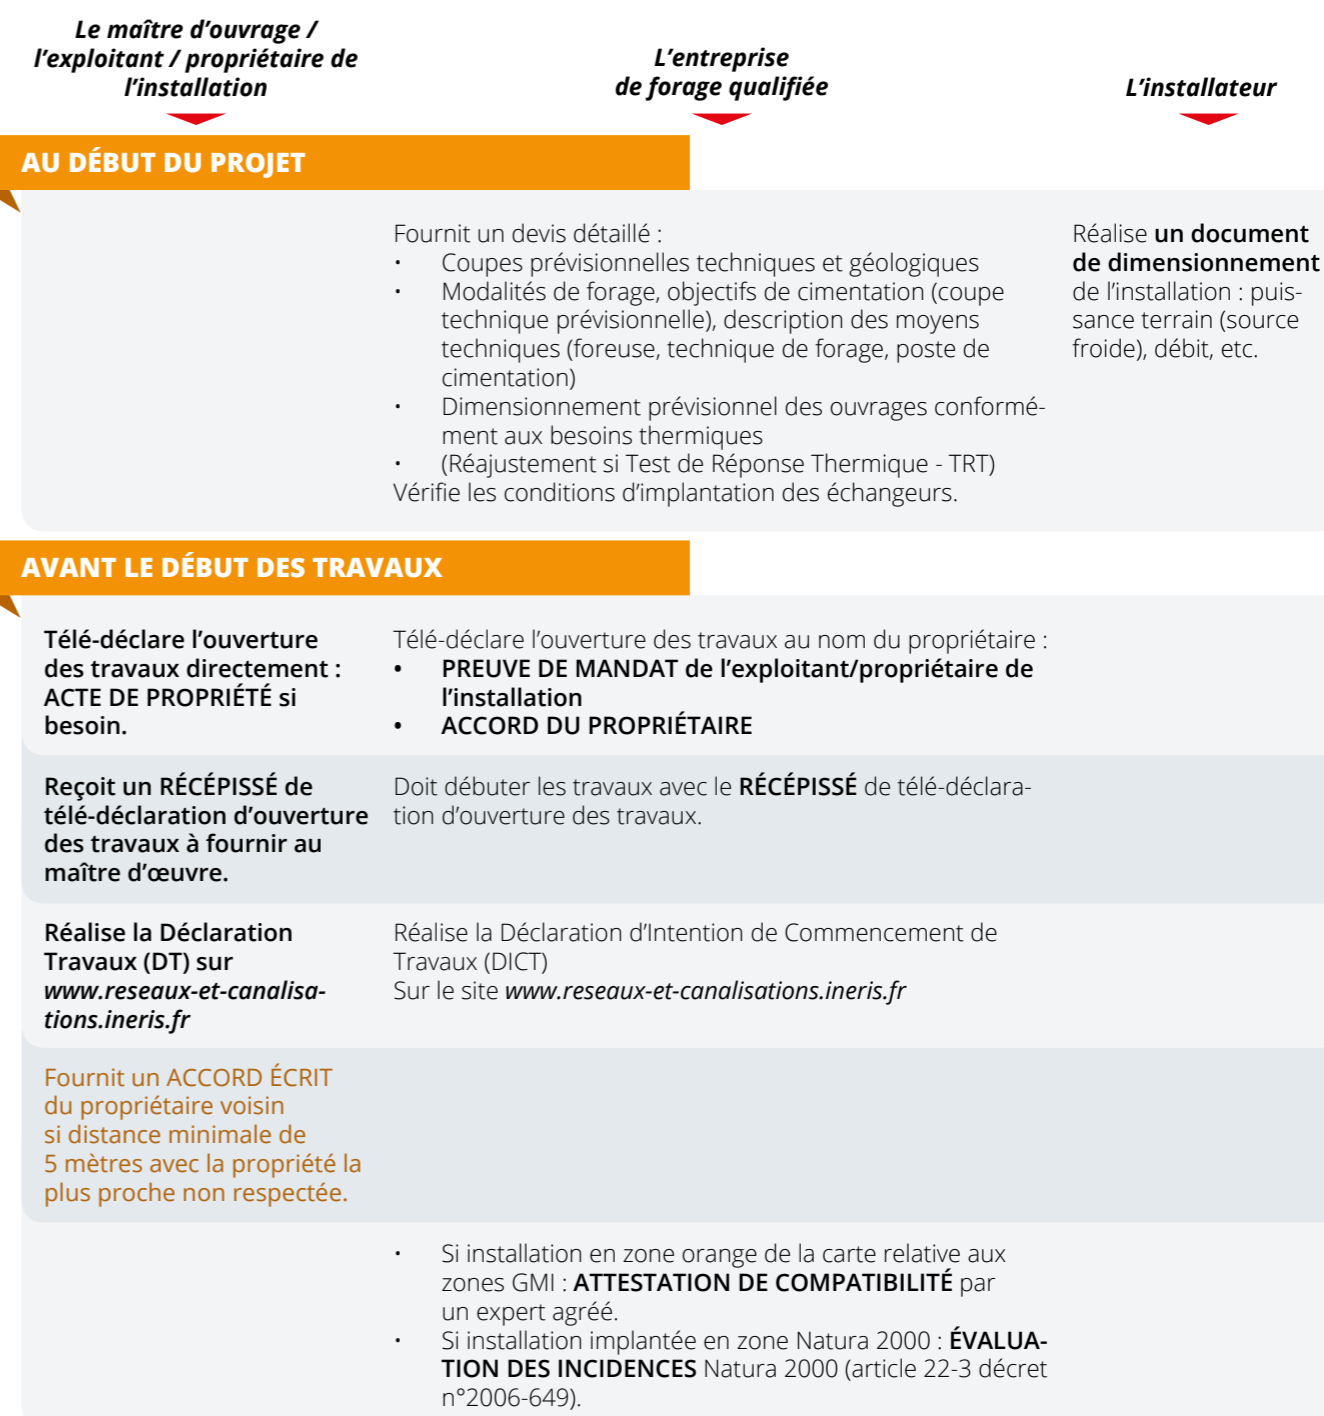 Le maître d’ouvrage /
l’exploitant / propriétaire de
l’installation
L’entreprise
de forage qualifiée
L’installateur
AU DÉBUT DU PROJET
Fournit un devis détaillé :
• Coupes prévisionnelles techniques et géologiques
• Modalités de forage, objectifs de cimentation (coupe
technique prévisionnelle), description des moyens
techniques (foreuse, technique de forage, poste de
cimentation)
• Dimensionnement prévisionnel des ouvrages conformé-
ment aux besoins thermiques
• (Réajustement si Test de Réponse Thermique - TRT)
Vérifie les conditions d’implantation des échangeurs.
Réalise un document
de dimensionnement
de l’installation : puis-
sance terrain (source
froide), débit, etc.
AVANT LE DÉBUT DES TRAVAUX
Télé-déclare l’ouverture
des travaux directement :
ACTE DE PROPRIÉTÉ si
besoin.
Télé-déclare l’ouverture des travaux au nom du propriétaire :
• PREUVE DE MANDAT de l’exploitant/propriétaire de
l’installation
• ACCORD DU PROPRIÉTAIRE
Reçoit un RÉCÉPISSÉ de
télé-déclaration d’ouverture
des travaux à fournir au
maître d’œuvre.
Doit débuter les travaux avec le RÉCÉPISSÉ de télé-déclara-
tion d’ouverture des travaux.
Réalise la Déclaration
Travaux (DT) sur
www.reseaux-et-canalisa-
tions.ineris.fr
Réalise la Déclaration d’Intention de Commencement de
Travaux (DICT)
Sur le site www.reseaux-et-canalisations.ineris.fr
Fournit un ACCORD ÉCRIT
du propriétaire voisin
si distance minimale de
5 mètres avec la propriété la
plus proche non respectée.
• Si installation en zone orange de la carte relative aux
zones GMI : ATTESTATION DE COMPATIBILITÉ par
un expert agréé.
• Si installation implantée en zone Natura 2000 : ÉVALUA-
TION DES INCIDENCES Natura 2000 (article 22-3 décret
n°2006-649).